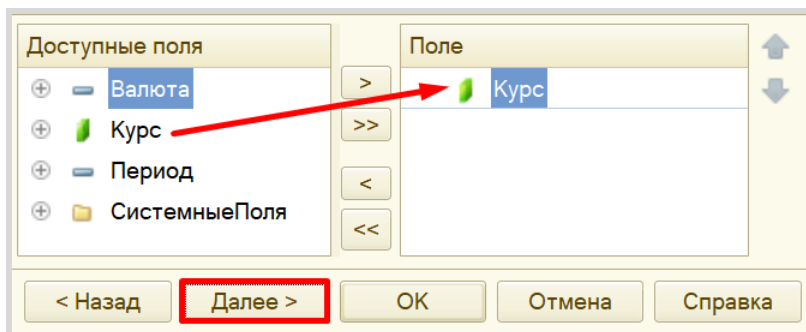 Доступные поля
Поле
Валюта
>
Курс
Курс
>>
Период
<
СистемныеПоля
<<
< Назад
Далее >
OK
Отмена
Справка